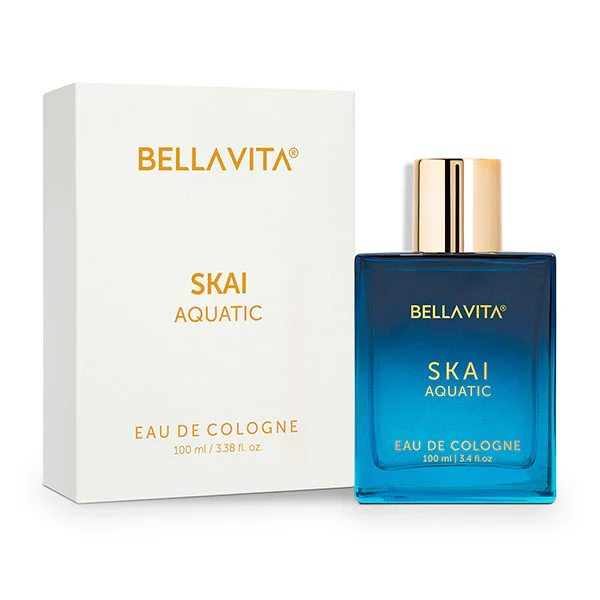 BELLAVITA®
SKAI
AQUATIC
EAU DE COLOGNE
100 ml / 3.38 fl. oz.
BELLAVITA®
SKAI
AQUATIC
EAU DE COLOGNE
100 ml | 3.4 fl.oz